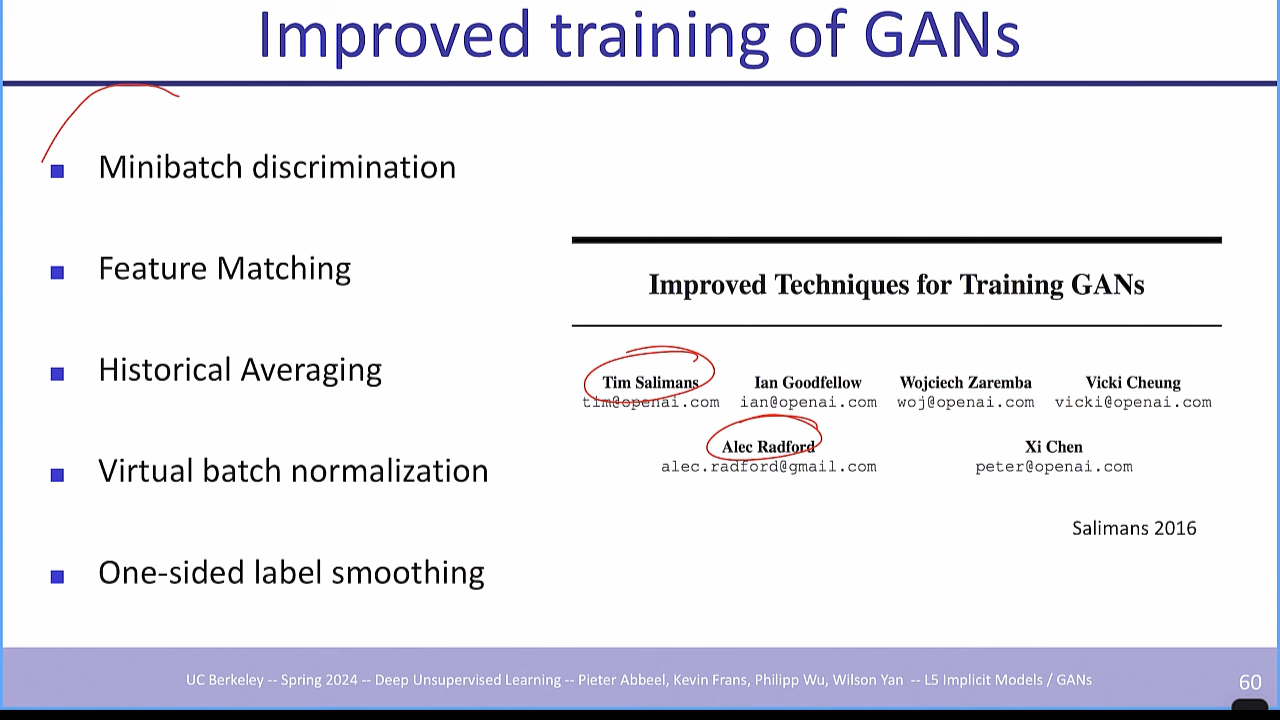 Improved training of GANs
Minibatch discrimination
Feature Matching
Historical Averaging
Virtual batch normalization
One-sided label smoothing
Improved Techniques for Training GANs
Tim Salimans Ian Goodfellow Wojciech Zaremba Vicki Cheung
tim@openai.com ian@openai.com woj@openai.com vicki@openai.com
Alec Radford Xi Chen
alec.radford@gmail.com peter@openai.com
Salimans 2016
UC Berkeley -- Spring 2024 -- Deep Unsupervised Learning -- Pieter Abbeel, Kevin Frans, Philipp Wu, Wilson Yan -- L5 Implicit Models / GANs
60